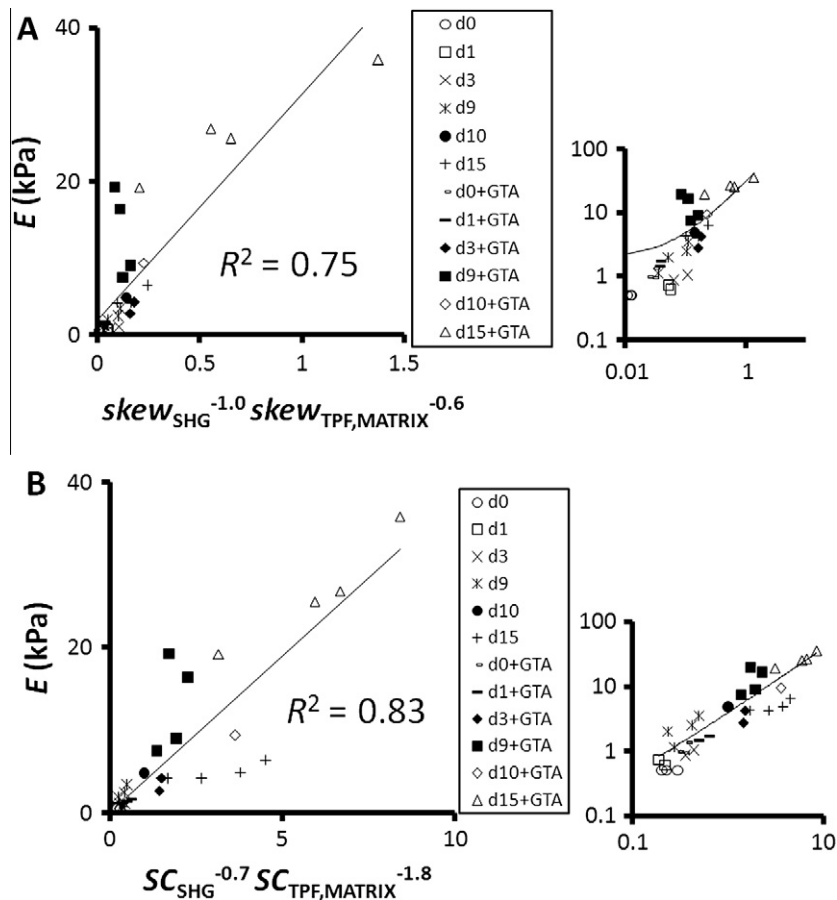 A
40
20
0
E (kPa)
R² = 0.75
0 0.5 1 1.5
skew_SHG^-1.0 skew_TPF,MATRIX^-0.6
d0
d1
d3
d9
d10
d15
d0+GTA
d1+GTA
d3+GTA
d9+GTA
d10+GTA
d15+GTA
100
10
1
0.1
0.01 1
B
40
20
0
E (kPa)
R² = 0.83
0 5 10
SC_SHG^-0.7 SC_TPF,MATRIX^-1.8
d0
d1
d3
d9
d10
d15
d0+GTA
d1+GTA
d3+GTA
d9+GTA
d10+GTA
d15+GTA
100
10
1
0.1
0.1 10